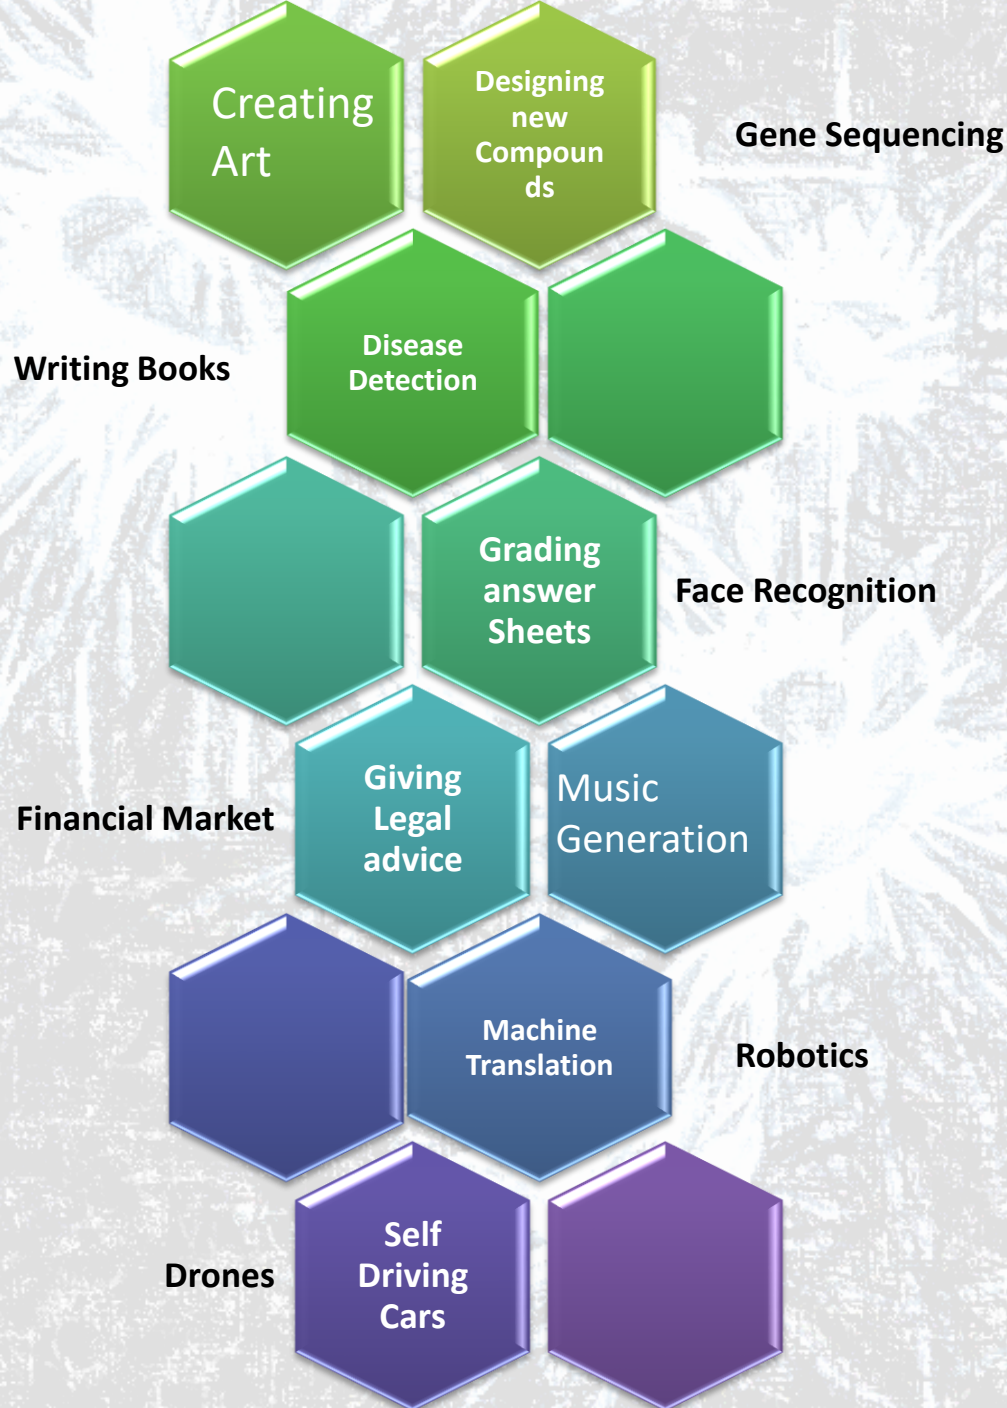 Creating
Art
Designing
new
Compoun
ds
Gene Sequencing
Writing Books
Disease
Detection
Grading
answer
Sheets
Face Recognition
Financial Market
Giving
Legal
advice
Music
Generation
Machine
Translation
Robotics
Drones
Self
Driving
Cars